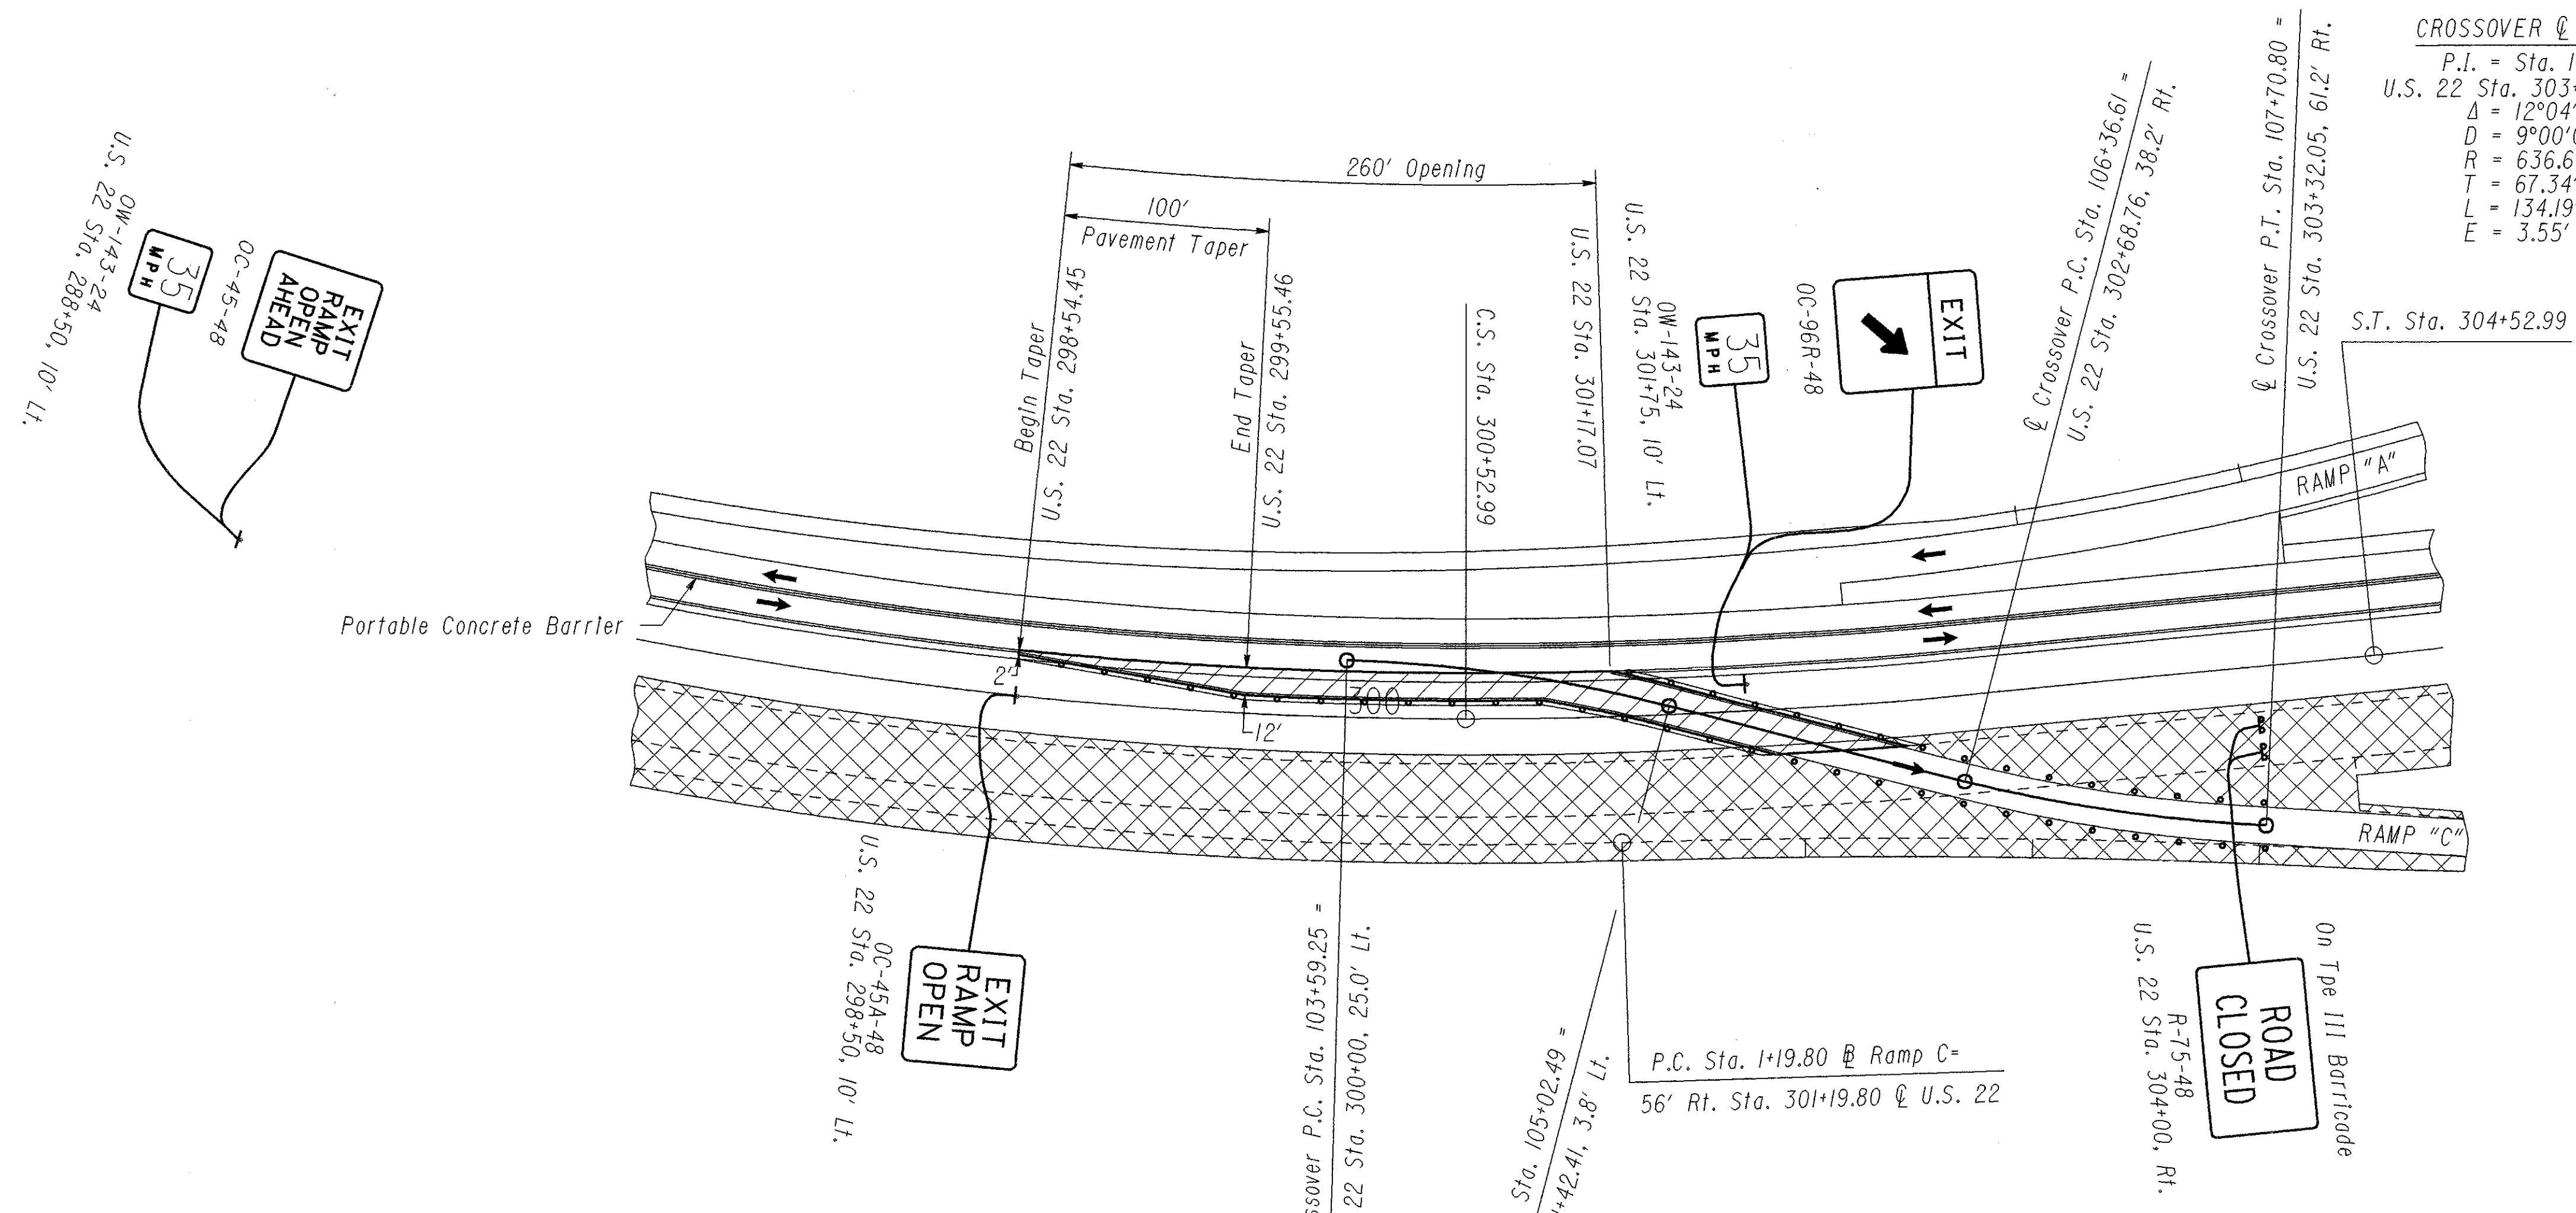 CROSSOVER ℄
P.I. = Sta. 1
U.S. 22 Sta. 303+
Δ = 12°04'
D = 9°00'0
R = 636.6
T = 67.34'
L = 134.19
E = 3.55'
S.T. Sta. 304+52.99
℄ Crossover P.T. Sta. 107+70.80 =
U.S. 22 Sta. 303+32.05, 61.2' Rt.
℄ Crossover P.C. Sta. 106+36.61 =
U.S. 22 Sta. 302+68.76, 38.2' Rt.
260' Opening
100'
Pavement Taper
Begin Taper
U.S. 22 Sta. 298+54.45
End Taper
U.S. 22 Sta. 299+55.46
C.S. Sta. 300+52.99
U.S. 22 Sta. 301+17.07
OW-143-24
U.S. 22 Sta. 301+75, 10' Lt.
35
MPH
OC-96R-48
EXIT
OW-143-24
U.S. 22 Sta. 288+50, 10' Lt.
35
MPH
OC-45-48
EXIT
RAMP
OPEN
AHEAD
Portable Concrete Barrier
RAMP "A"
2'
12'
300
RAMP "C"
OC-45A-48
U.S. 22 Sta. 298+50, 10' Lt.
EXIT
RAMP
OPEN
ssover P.C. Sta. 103+59.25 =
22 Sta. 300+00, 25.0' Lt.
Sta. 105+02.49 =
+42.41, 3.8' Lt.
P.C. Sta. 1+19.80 ℄ Ramp C=
56' Rt. Sta. 301+19.80 ℄ U.S. 22
On Tpe III Barricade
R-75-48
U.S. 22 Sta. 304+00, Rt.
ROAD
CLOSED